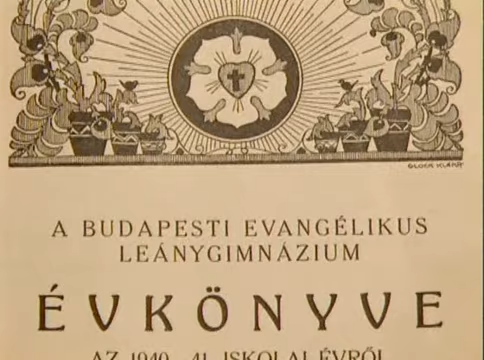 A BUDAPESTI EVANGÉLIKUS
LEÁNYGIMNÁZIUM
ÉVKÖNYVE
AZ 1940–41. ISKOLAI ÉVRŐL